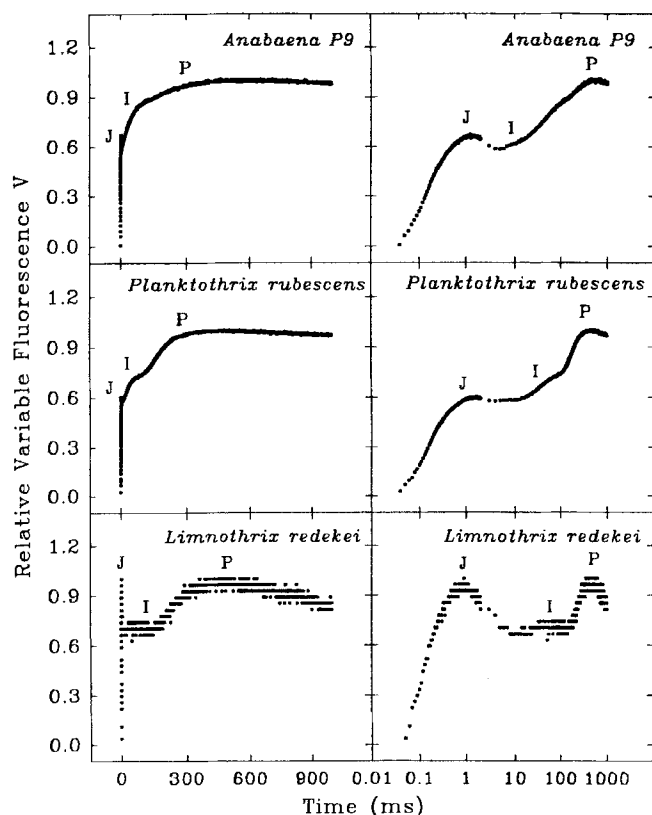 Relative Variable Fluorescence V
1.2
0.9
0.6
0.3
0.0
Anabaena P9
J
I
P
Anabaena P9
J
I
P
1.2
0.9
0.6
0.3
0.0
Planktothrix rubescens
J
I
P
Planktothrix rubescens
J
I
P
1.2
0.9
0.6
0.3
0.0
Limnothrix redekei
J
I
P
Limnothrix redekei
J
I
P
0 300 600 900 0.01 0.1 1 10 100 1000
Time (ms)